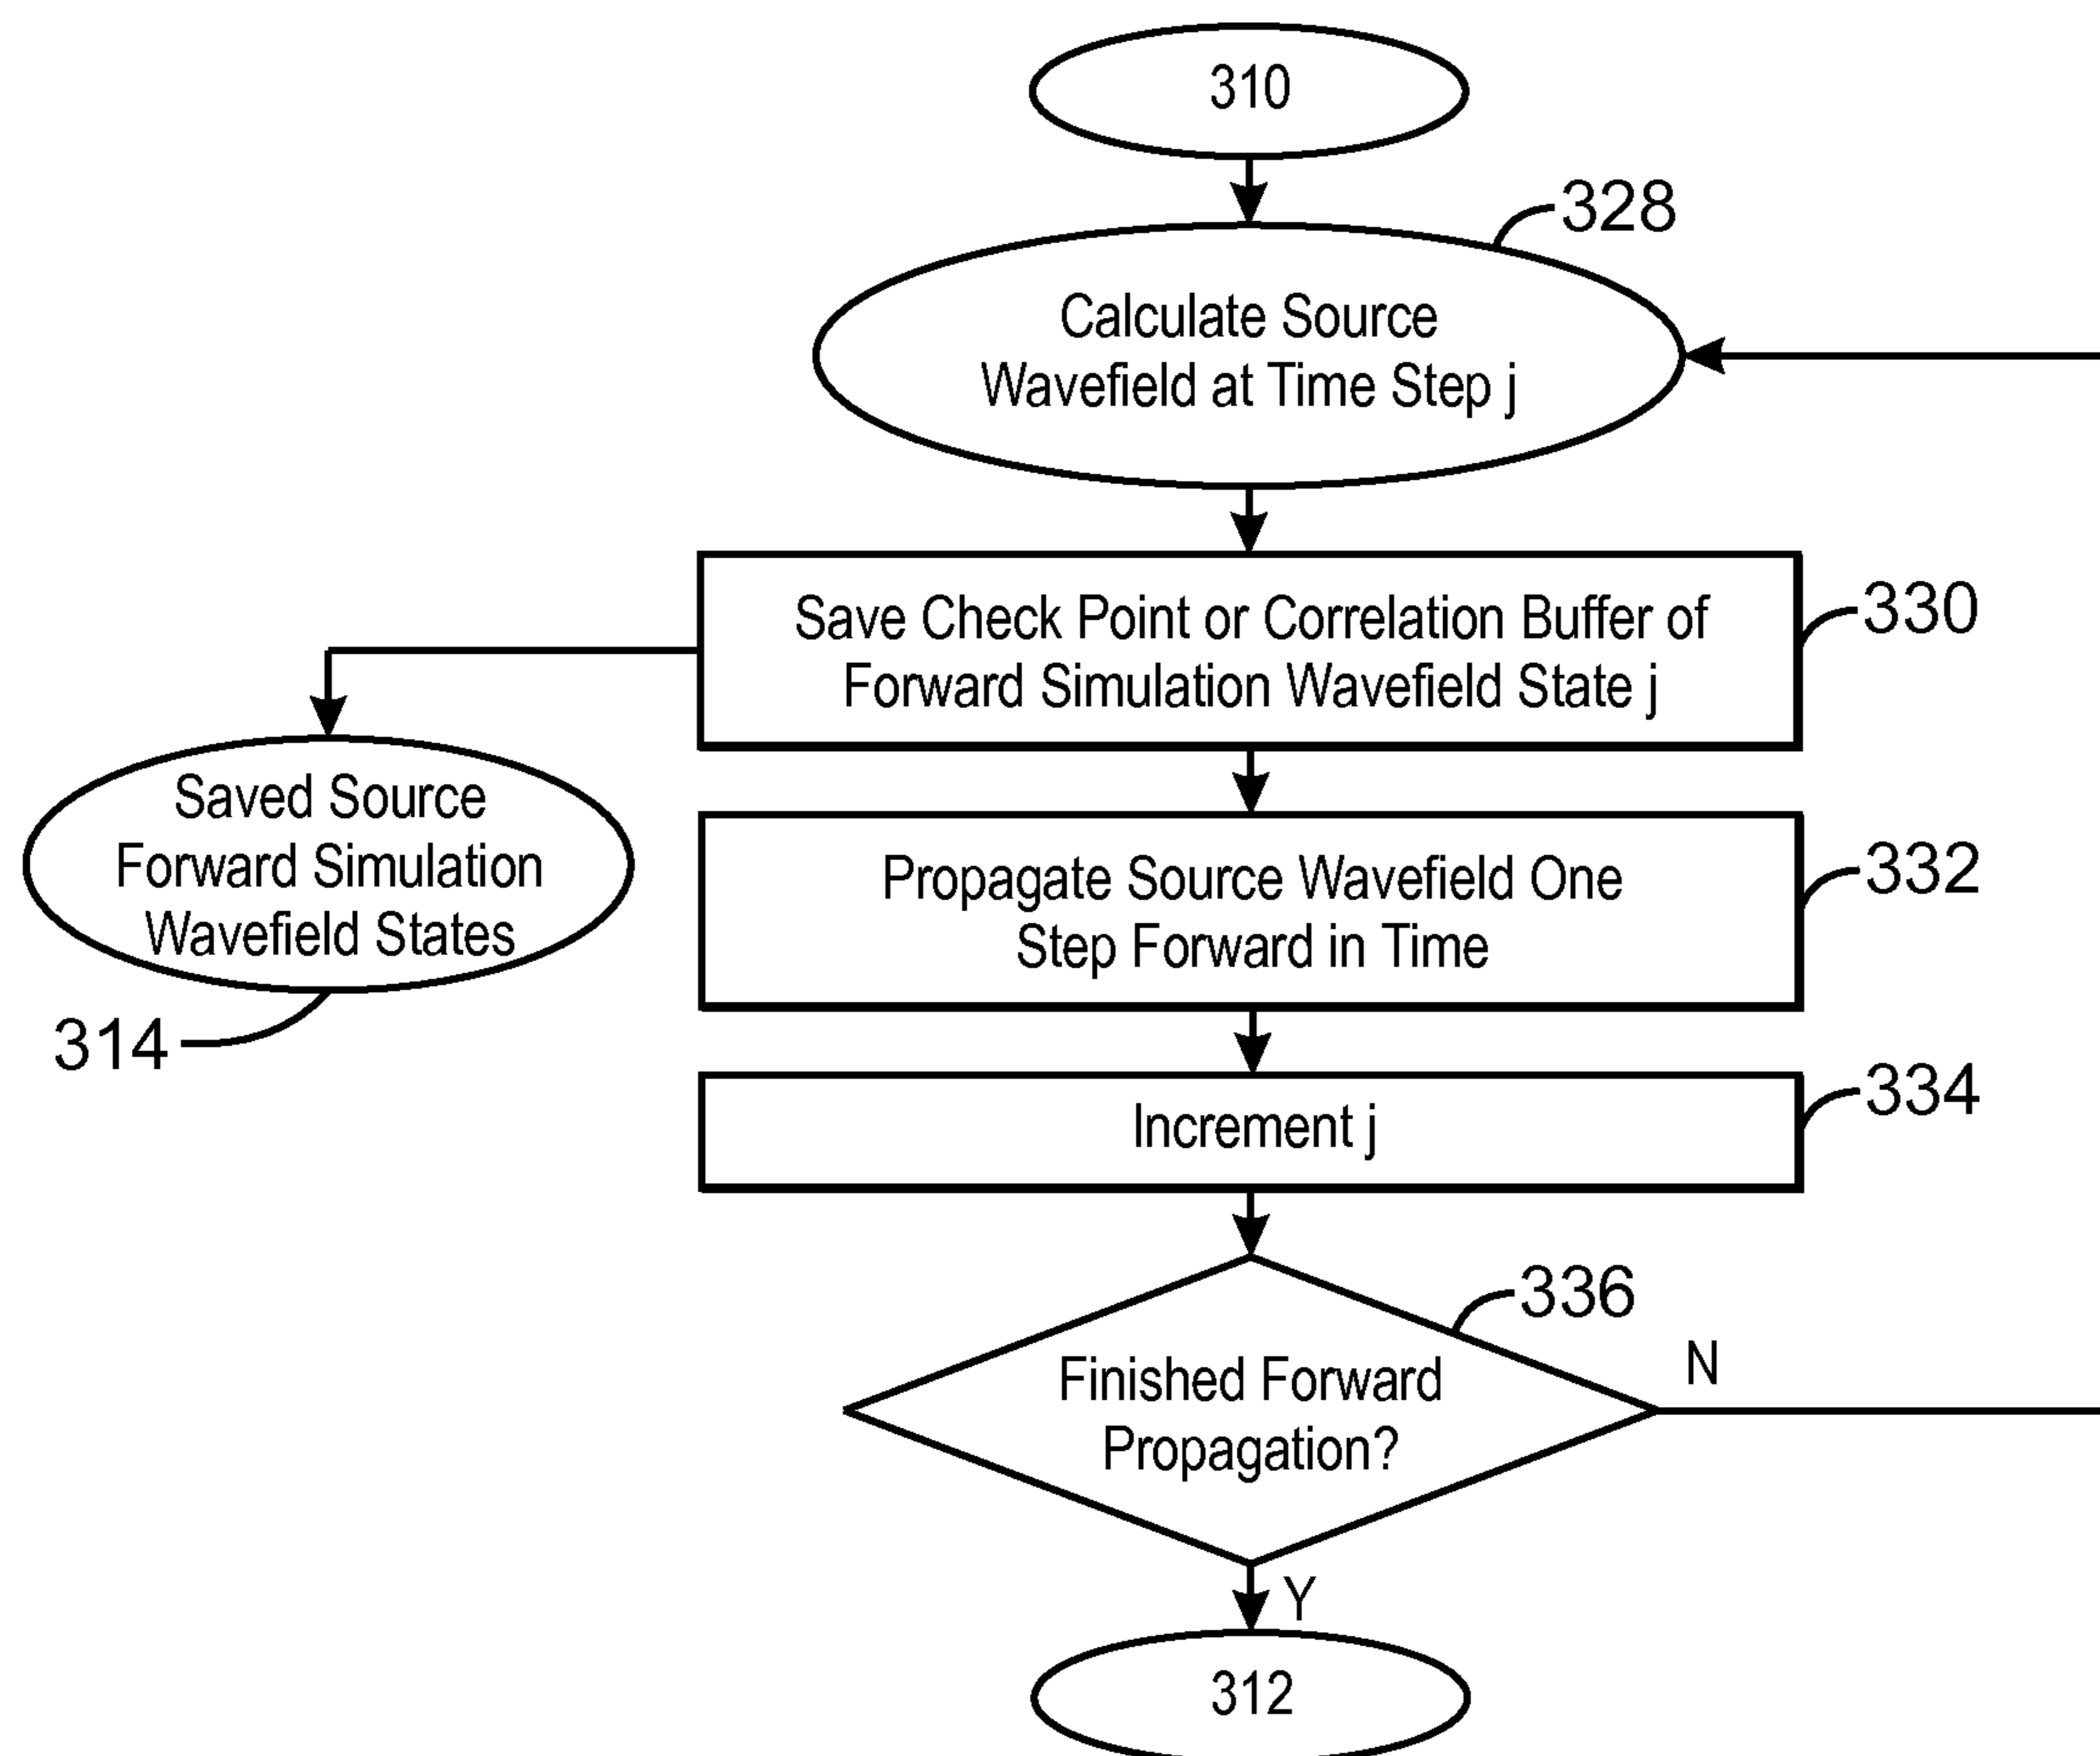 310
328
Calculate Source
Wavefield at Time Step j
Save Check Point or Correlation Buffer of
Forward Simulation Wavefield State j
330
Saved Source
Forward Simulation
Wavefield States
314
Propagate Source Wavefield One
Step Forward in Time
332
Increment j
334
336
Finished Forward
Propagation?
N
Y
312